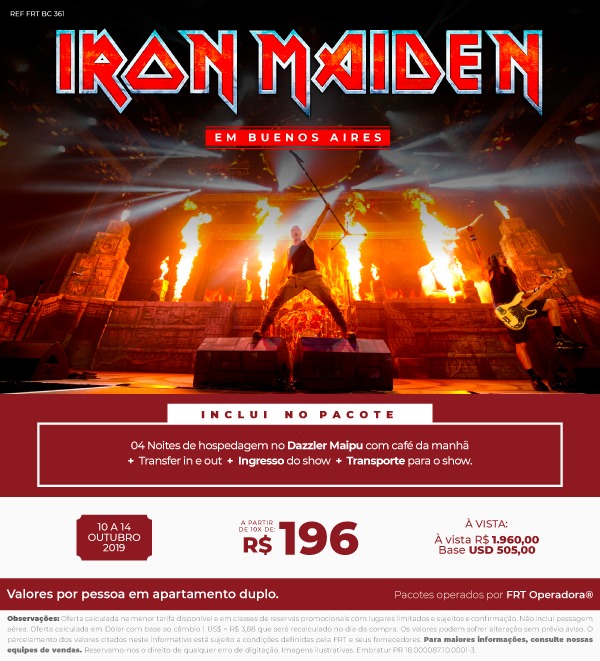 REF FRT BC 361
IRON MAIDEN
EM BUENOS AIRES
INCLUI NO PACOTE
04 Noites de hospedagem no Dazzler Maipu com café da manhã
+ Transfer in e out + Ingresso do show + Transporte para o show.
10 A 14
OUTUBRO
2019
A PARTIR
DE 10X DE:
R$ 196
À VISTA:
À vista R$ 1.960,00
Base USD 505,00
Valores por pessoa em apartamento duplo.
Pacotes operados por FRT Operadora®
Observações: Oferta calculada na menor tarifa disponível e em classes de reservas promocionais com lugares limitados e sujeitos e confirmação. Não inclui passagem
aérea. Oferta calculada em Dólar com base ao câmbio 1 US$ = R$ 3,88 que será recalculado no dia da compra. Os valores podem sofrer alteração sem prévio aviso. O
parcelamento dos valores citados neste informativo está sujeito a condições definidas pela FRT e seus fornecedores. Para maiores informações, consulte nossas
equipes de vendas. Reservamo-nos o direito de qualquer erro de digitação. Imagens ilustrativas. Embratur PR.18.000087.10.0001-3.